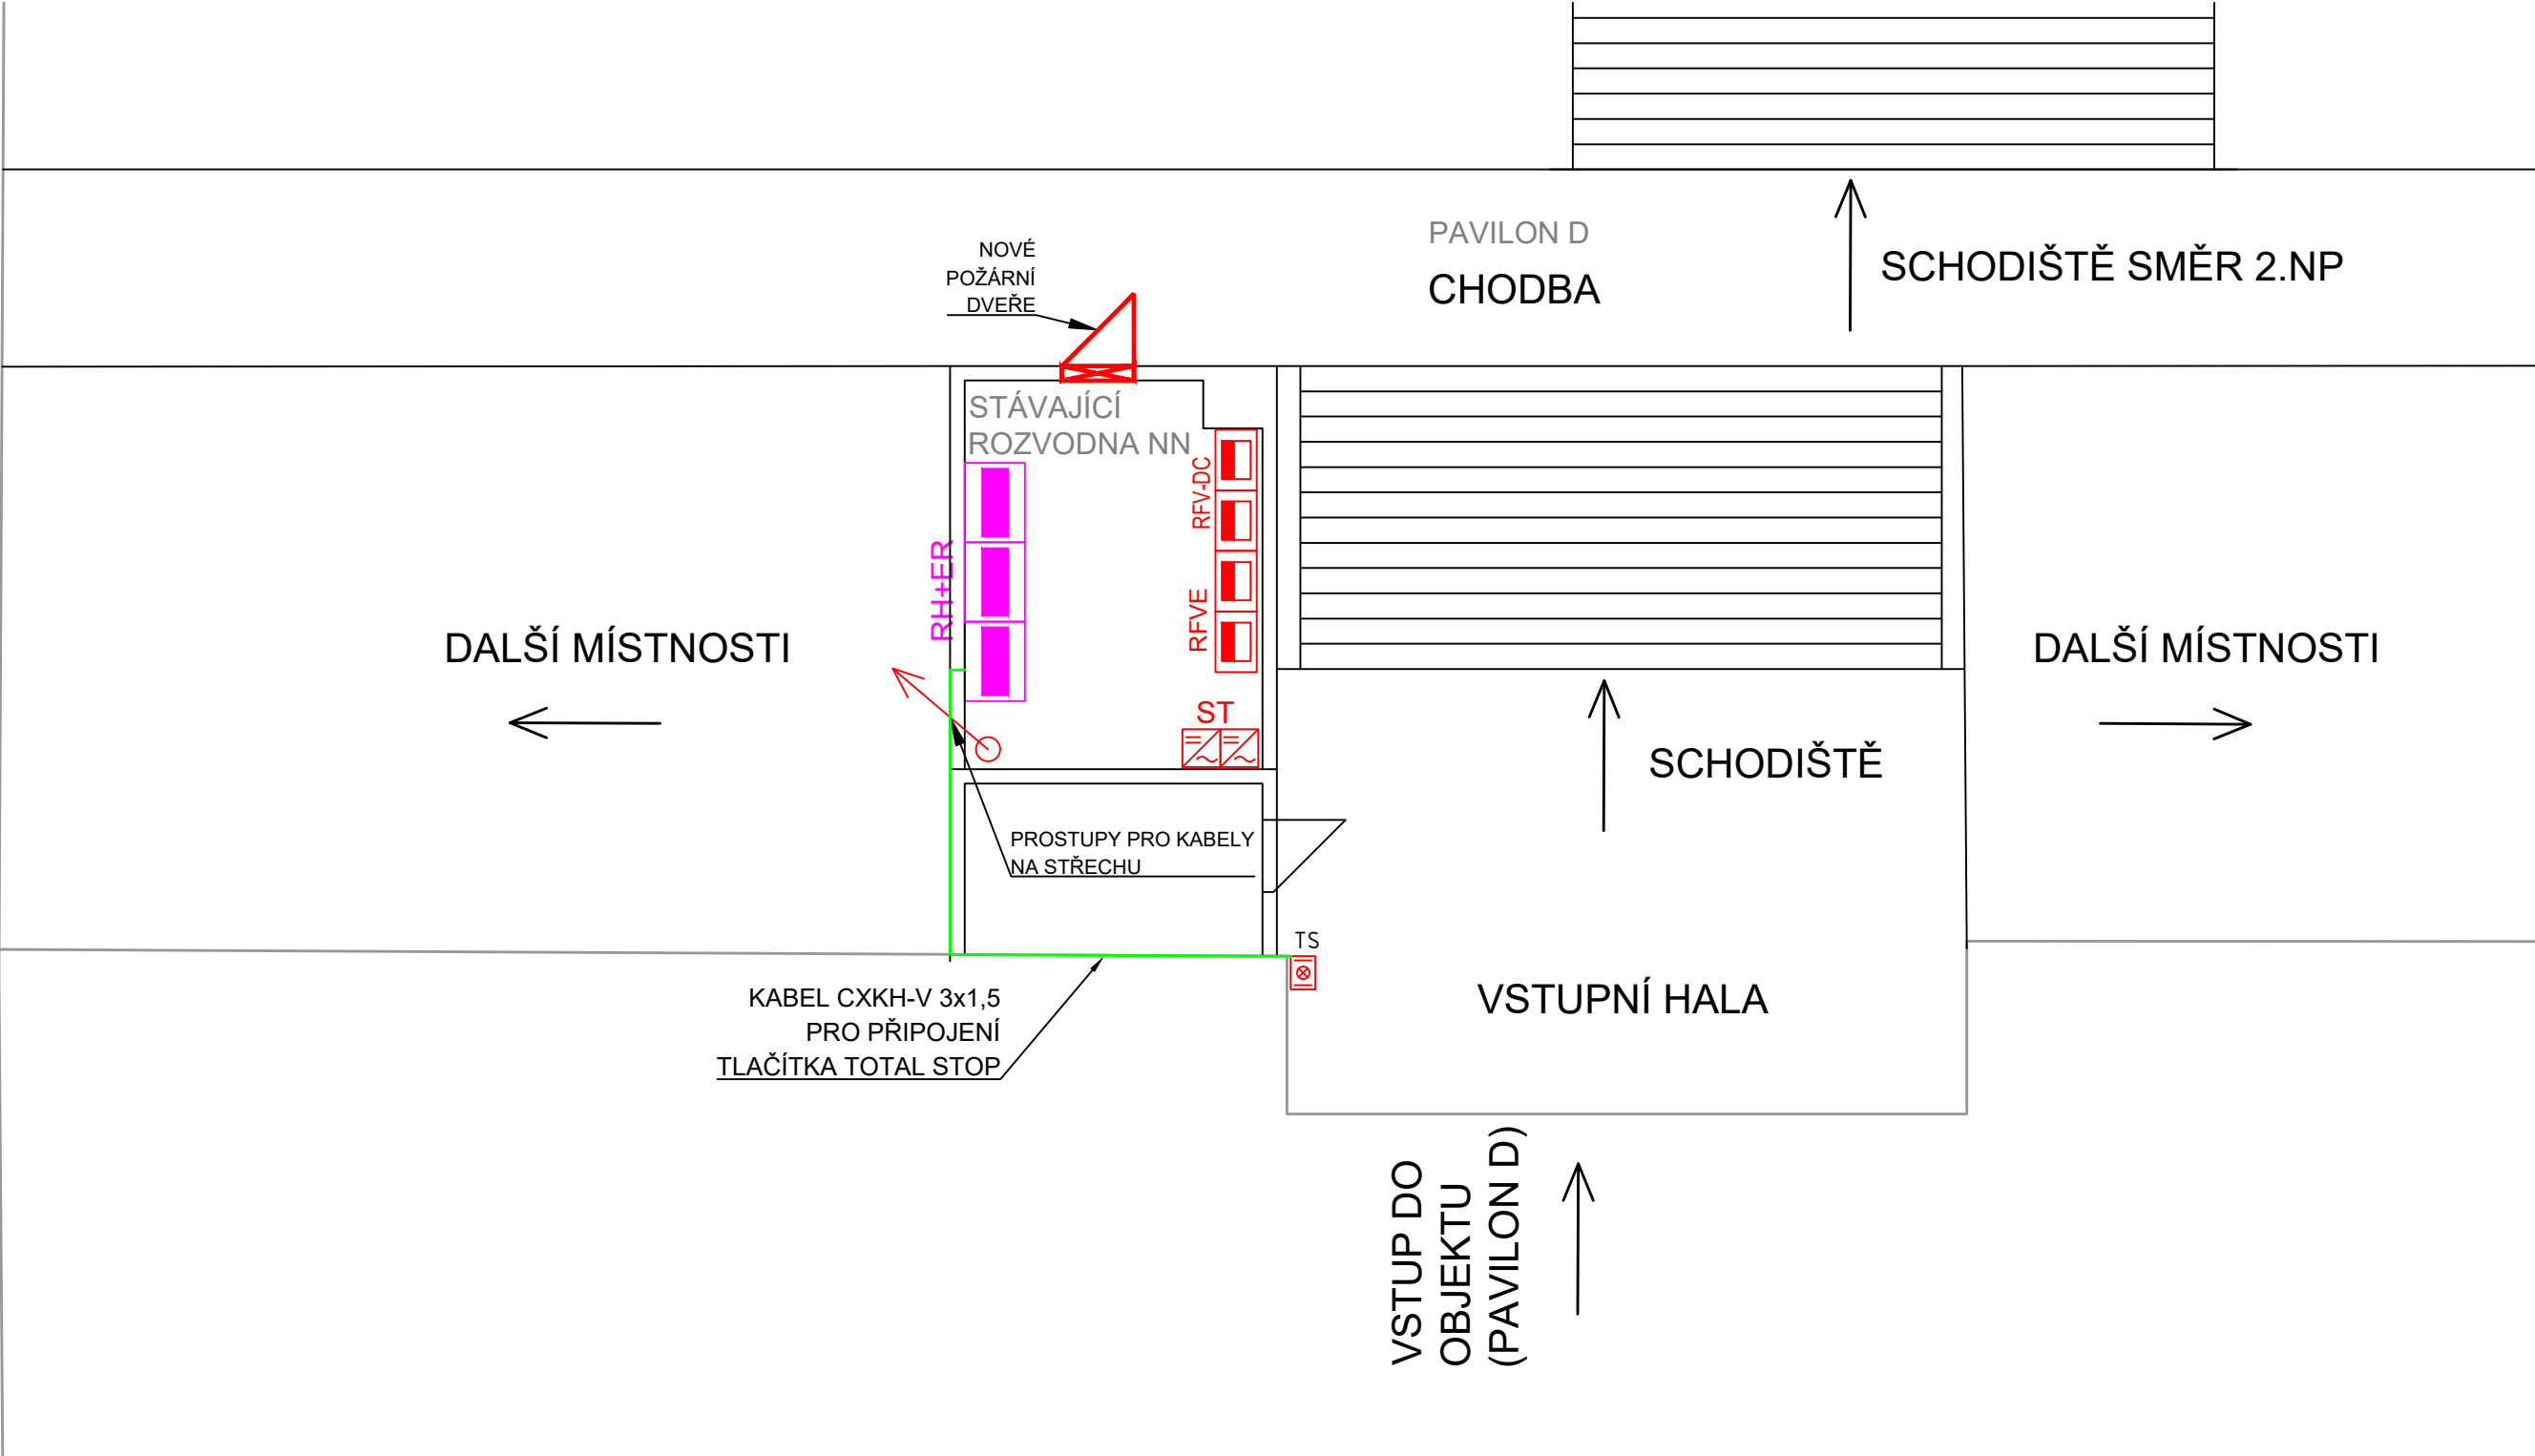 PAVILON D
CHODBA
SCHODIŠTĚ SMĚR 2.NP
NOVÉ
POŽÁRNÍ
DVEŘE
STÁVAJÍCÍ
ROZVODNA NN
RFV-DC
RH+ER
RFVE
DALŠÍ MÍSTNOSTI
DALŠÍ MÍSTNOSTI
ST
SCHODIŠTĚ
PROSTUPY PRO KABELY
NA STŘECHU
TS
KABEL CXKH-V 3x1,5
PRO PŘIPOJENÍ
TLAČÍTKA TOTAL STOP
VSTUPNÍ HALA
VSTUP DO
OBJEKTU
(PAVILON D)